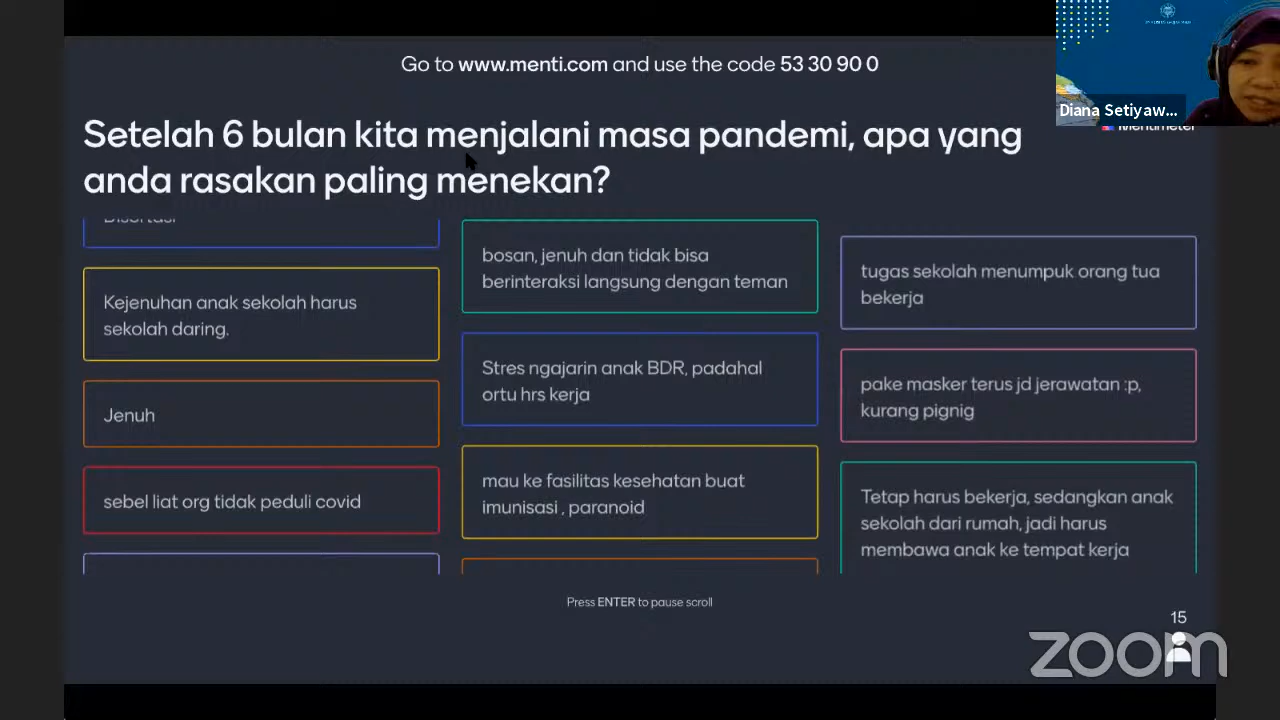 Go to www.menti.com and use the code 53 30 90 0
Diana Setiyaw...
Mentimeter
Setelah 6 bulan kita menjalani masa pandemi, apa yang
anda rasakan paling menekan?
Disertasi
Kejenuhan anak sekolah harus
sekolah daring.
Jenuh
sebel liat org tidak peduli covid
bosan, jenuh dan tidak bisa
berinteraksi langsung dengan teman
Stres ngajarin anak BDR, padahal
ortu hrs kerja
mau ke fasilitas kesehatan buat
imunisasi , paranoid
tugas sekolah menumpuk orang tua
bekerja
pake masker terus jd jerawatan :p,
kurang pignig
Tetap harus bekerja, sedangkan anak
sekolah dari rumah, jadi harus
membawa anak ke tempat kerja
Press ENTER to pause scroll
15
zoom